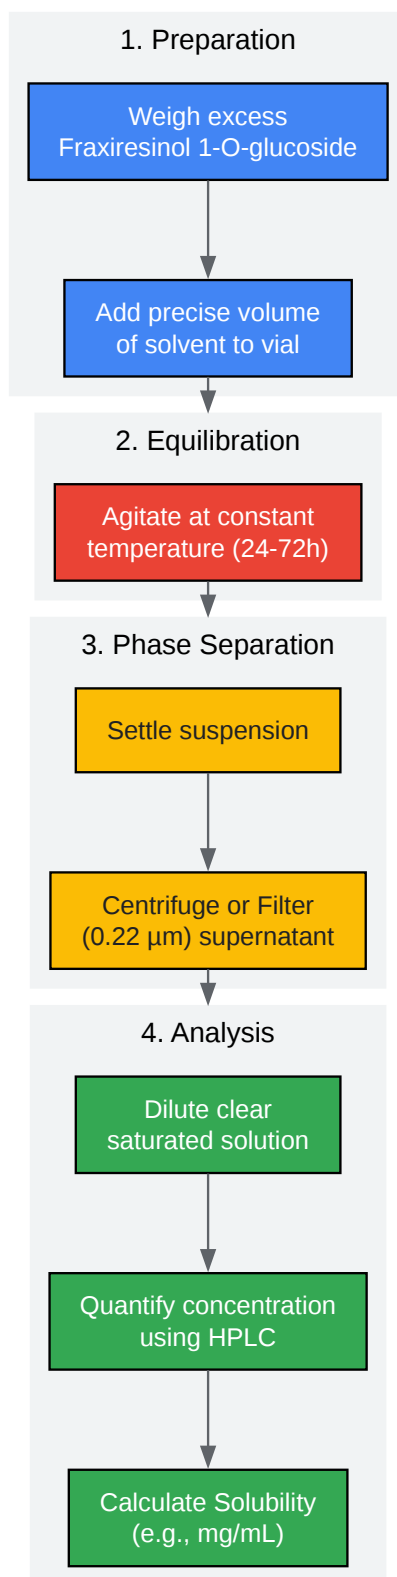 1. Preparation
Weigh excess
Fraxiresinol 1-O-glucoside
Add precise volume
of solvent to vial
2. Equilibration
Agitate at constant
temperature (24-72h)
3. Phase Separation
Settle suspension
Centrifuge or Filter
(0.22 µm) supernatant
4. Analysis
Dilute clear
saturated solution
Quantify concentration
using HPLC
Calculate Solubility
(e.g., mg/mL)